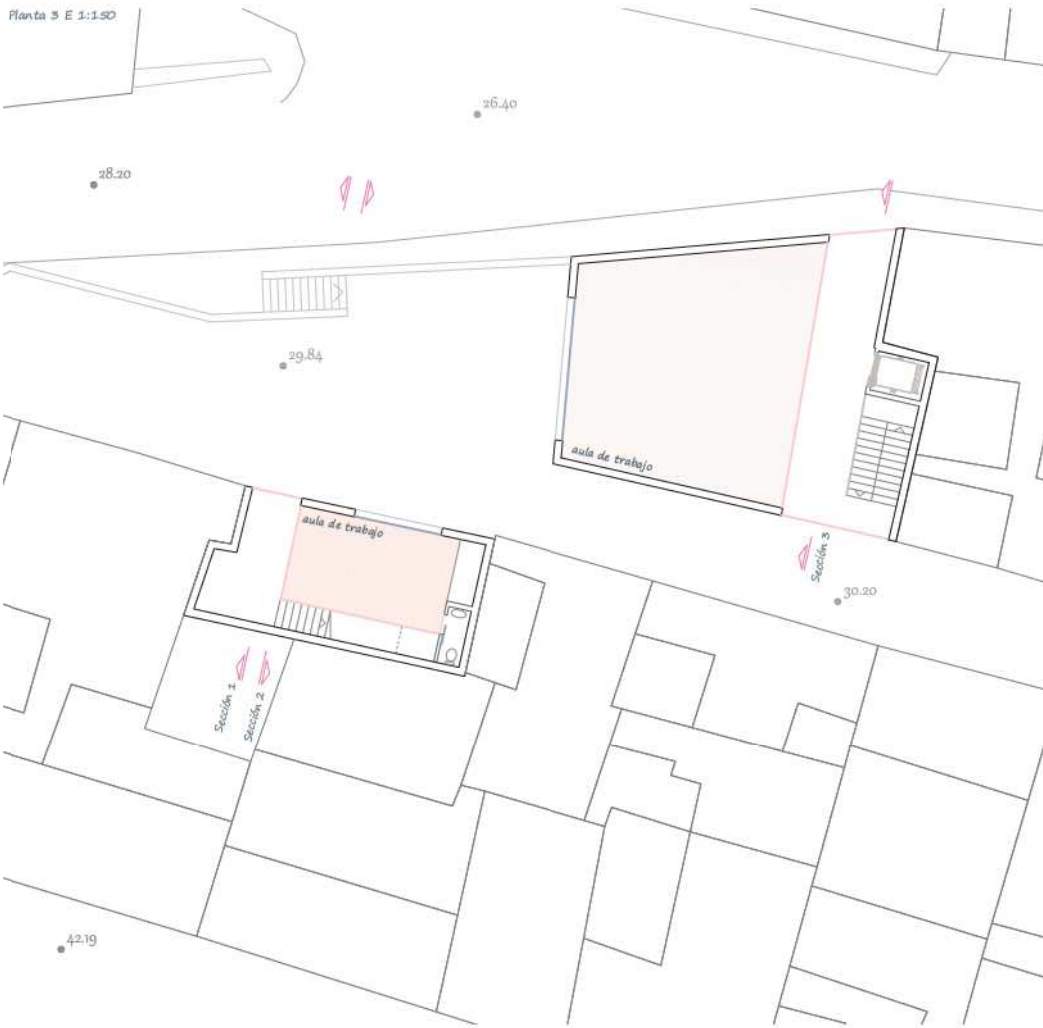 Planta 3 E 1:150
26.40
28.20
29.84
aula de trabajo
aula de trabajo
Sección 3
30.20
Sección 1
Sección 2
42.19